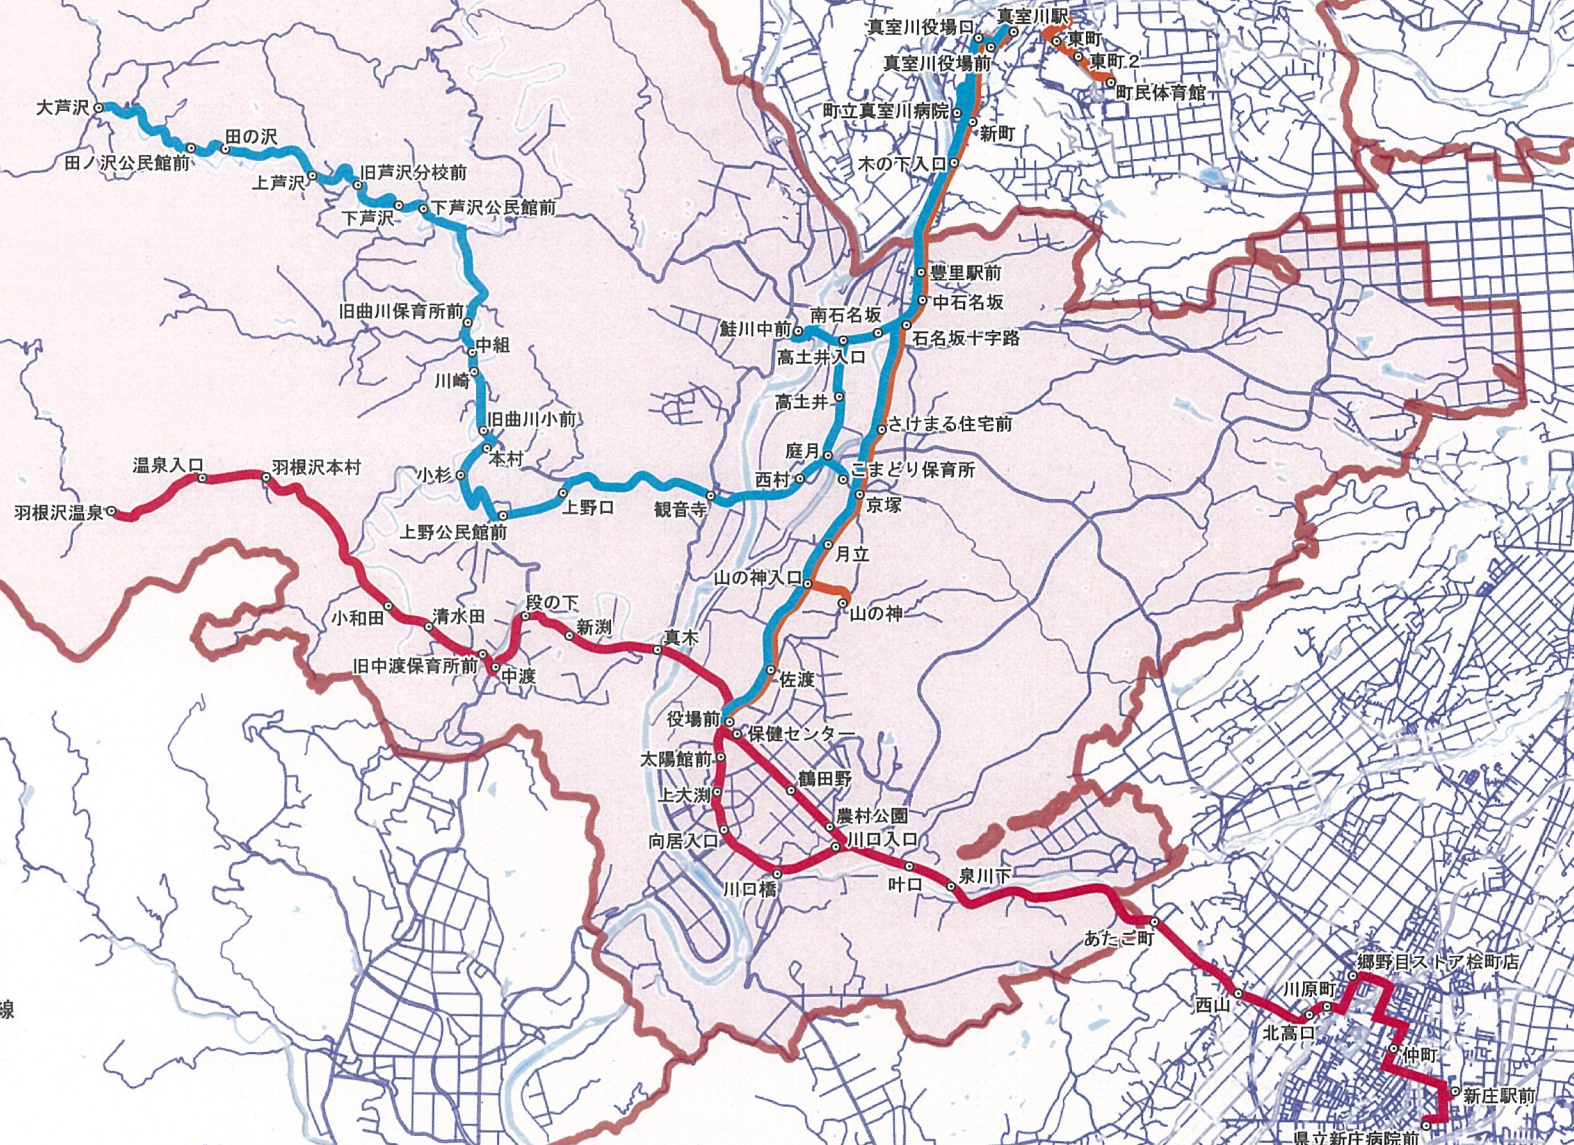 真室川駅
真室川役場口
東町
真室川役場前
東町2
町民体育館
町立真室川病院
新町
木の下入口
大芦沢
田の沢
田ノ沢公民館前
上芦沢
旧芦沢分校前
下芦沢
下芦沢公民館前
豊里駅前
中石名坂
旧曲川保育所前
南石名坂
鮭川中前
石名坂十字路
中組
高土井入口
川崎
高土井
旧曲川小前
さけまる住宅前
本村
庭月
温泉入口
羽根沢本村
小杉
西村
こまどり保育所
羽根沢温泉
上野口
観音寺
京塚
上野公民館前
月立
山の神入口
山の神
段の下
小和田
清水田
新渕
真木
旧中渡保育所前
中渡
佐渡
役場前
保健センター
太陽館前
鶴田野
上大渕
農村公園
向居入口
川口入口
川口橋
叶口
泉川下
あたご町
郷野目ストア桧町店
川原町
西山
線
北高口
仲町
新庄駅前
県立新庄病院前